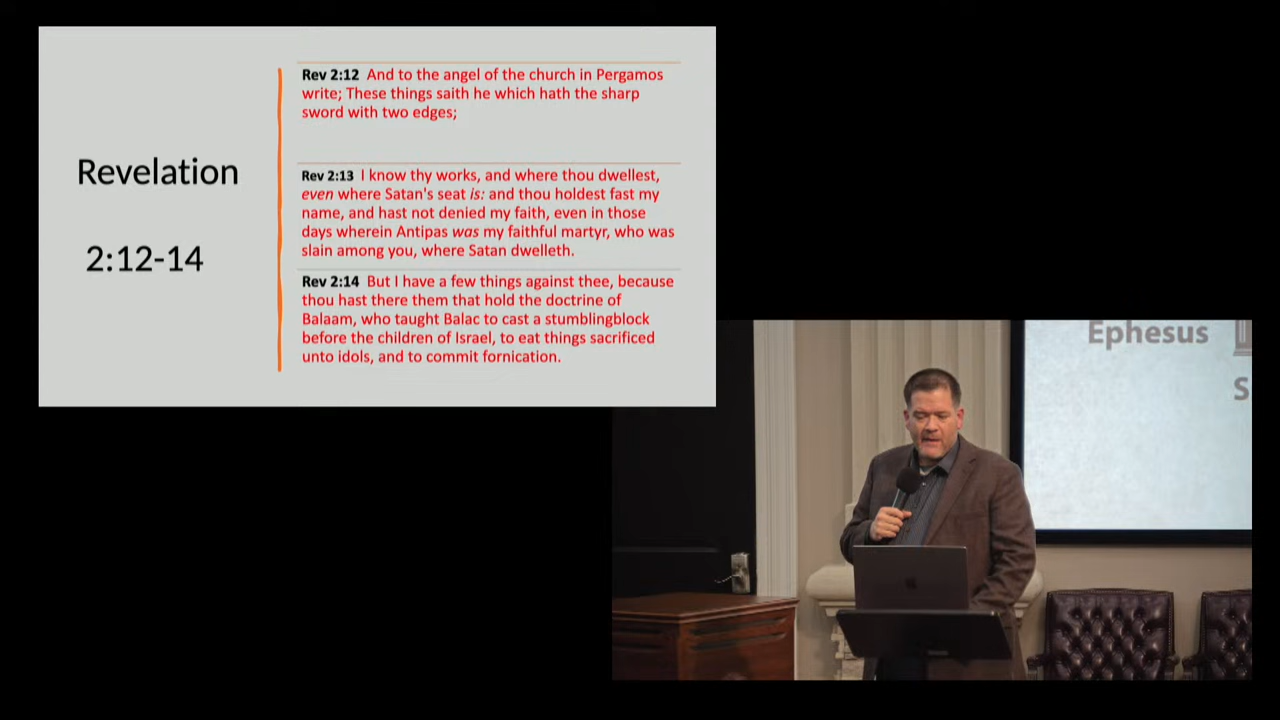 Revelation
2:12-14
Rev 2:12 And to the angel of the church in Pergamos
write; These things saith he which hath the sharp
sword with two edges;
Rev 2:13 I know thy works, and where thou dwellest,
even where Satan's seat is: and thou holdest fast my
name, and hast not denied my faith, even in those
days wherein Antipas was my faithful martyr, who was
slain among you, where Satan dwelleth.
Rev 2:14 But I have a few things against thee, because
thou hast there them that hold the doctrine of
Balaam, who taught Balac to cast a stumblingblock
before the children of Israel, to eat things sacrificed
unto idols, and to commit fornication.
Ephesus
S